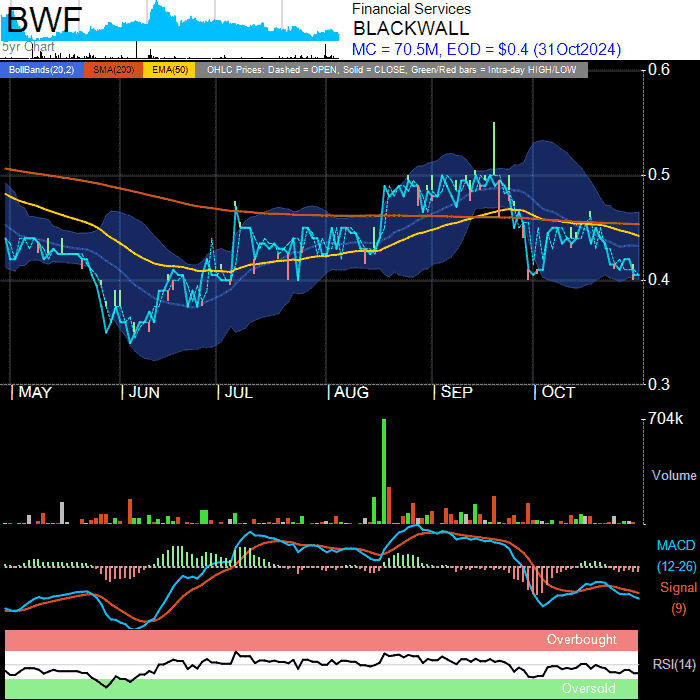 BWF
5yr Chart
Financial Services
BLACKWALL
MC = 70.5M, EOD = $0.4 (31Oct2024)
BollBands(20,2) SMA(200) EMA(50) OHLC Prices: Dashed = OPEN, Solid = CLOSE, Green/Red bars = Intra-day HIGH/LOW
0.6
0.5
0.4
0.3
MAY JUN JUL AUG SEP OCT
704k
Volume
MACD
(12-26)
Signal
(9)
Overbought
RSI(14)
Oversold